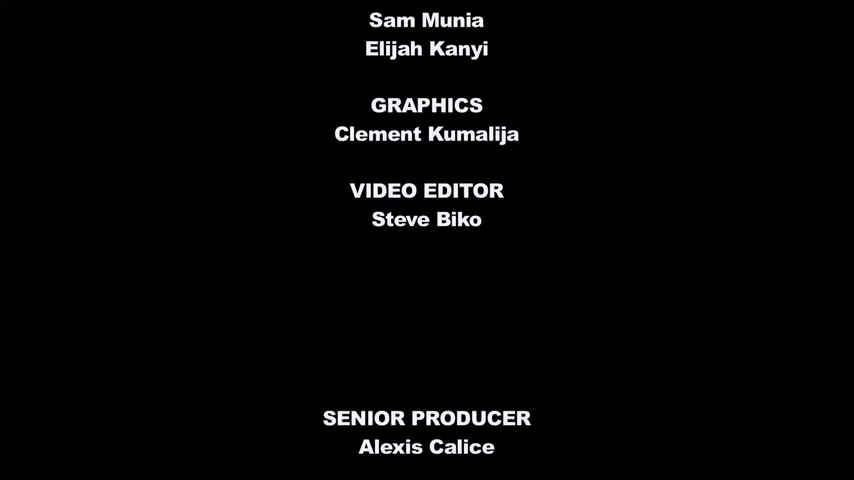 Sam Munia
Elijah Kanyi
GRAPHICS
Clement Kumalija
VIDEO EDITOR
Steve Biko
SENIOR PRODUCER
Alexis Calice